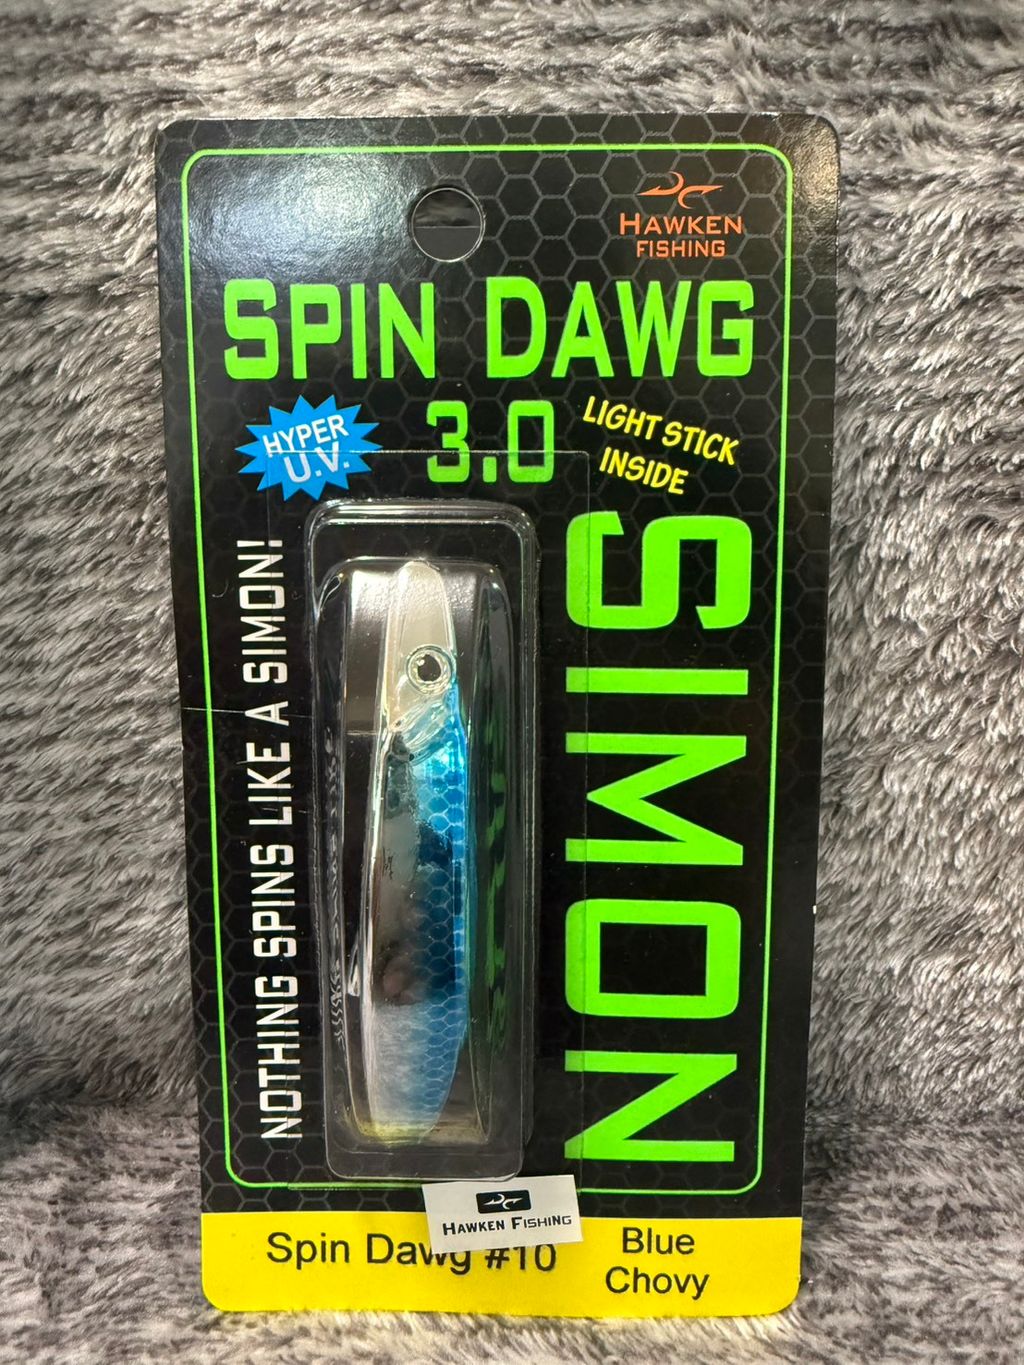 HAWKEN
FISHING
SPIN DAWG
3.0
HYPER
U.V.
LIGHT STICK
INSIDE
NOTHING SPINS LIKE A SIMON!
SIMON
HAWKEN FISHING
Spin Dawg #10
Blue
Chovy